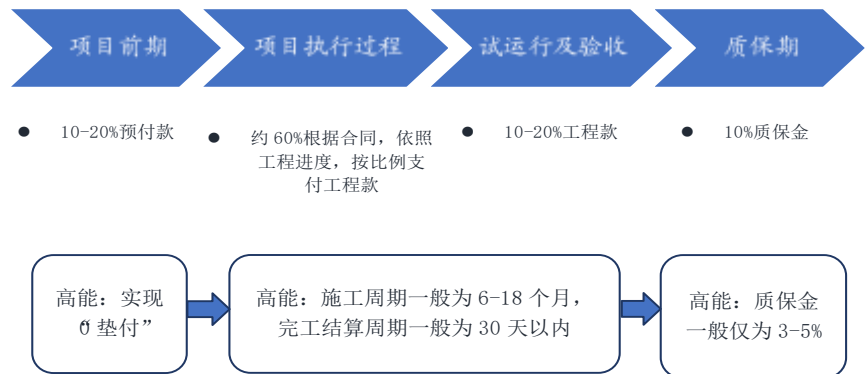 项目前期
项目执行过程
试运行及验收
质保期
● 10-20%预付款
● 约 60%根据合同，依照
工程进度，按比例支
付工程款
● 10-20%工程款
● 10%质保金
高能：实现
“0 垫付”
高能：施工周期一般为 6-18 个月，
完工结算周期一般为 30 天以内
高能：质保金
一般仅为 3-5%